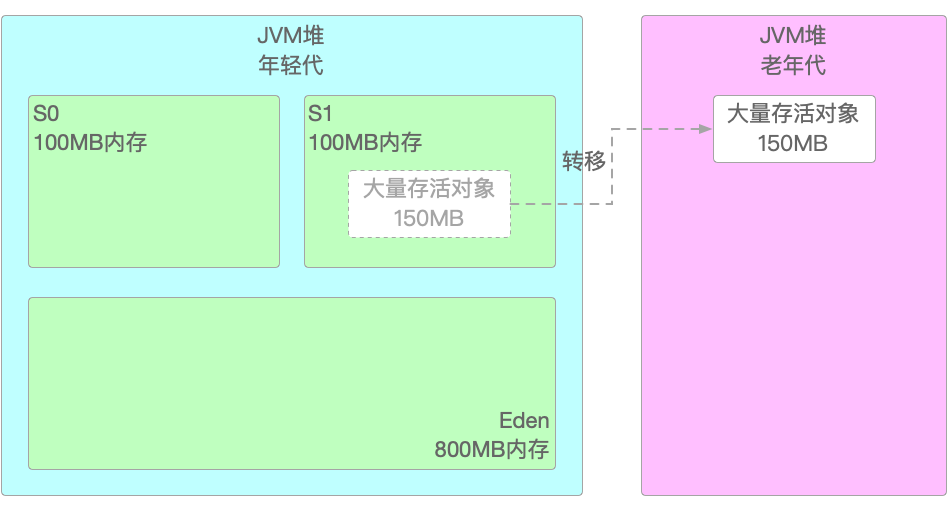 JVM堆
年轻代
S0
100MB内存
S1
100MB内存
大量存活对象
150MB
Eden
800MB内存
转移
JVM堆
老年代
大量存活对象
150MB